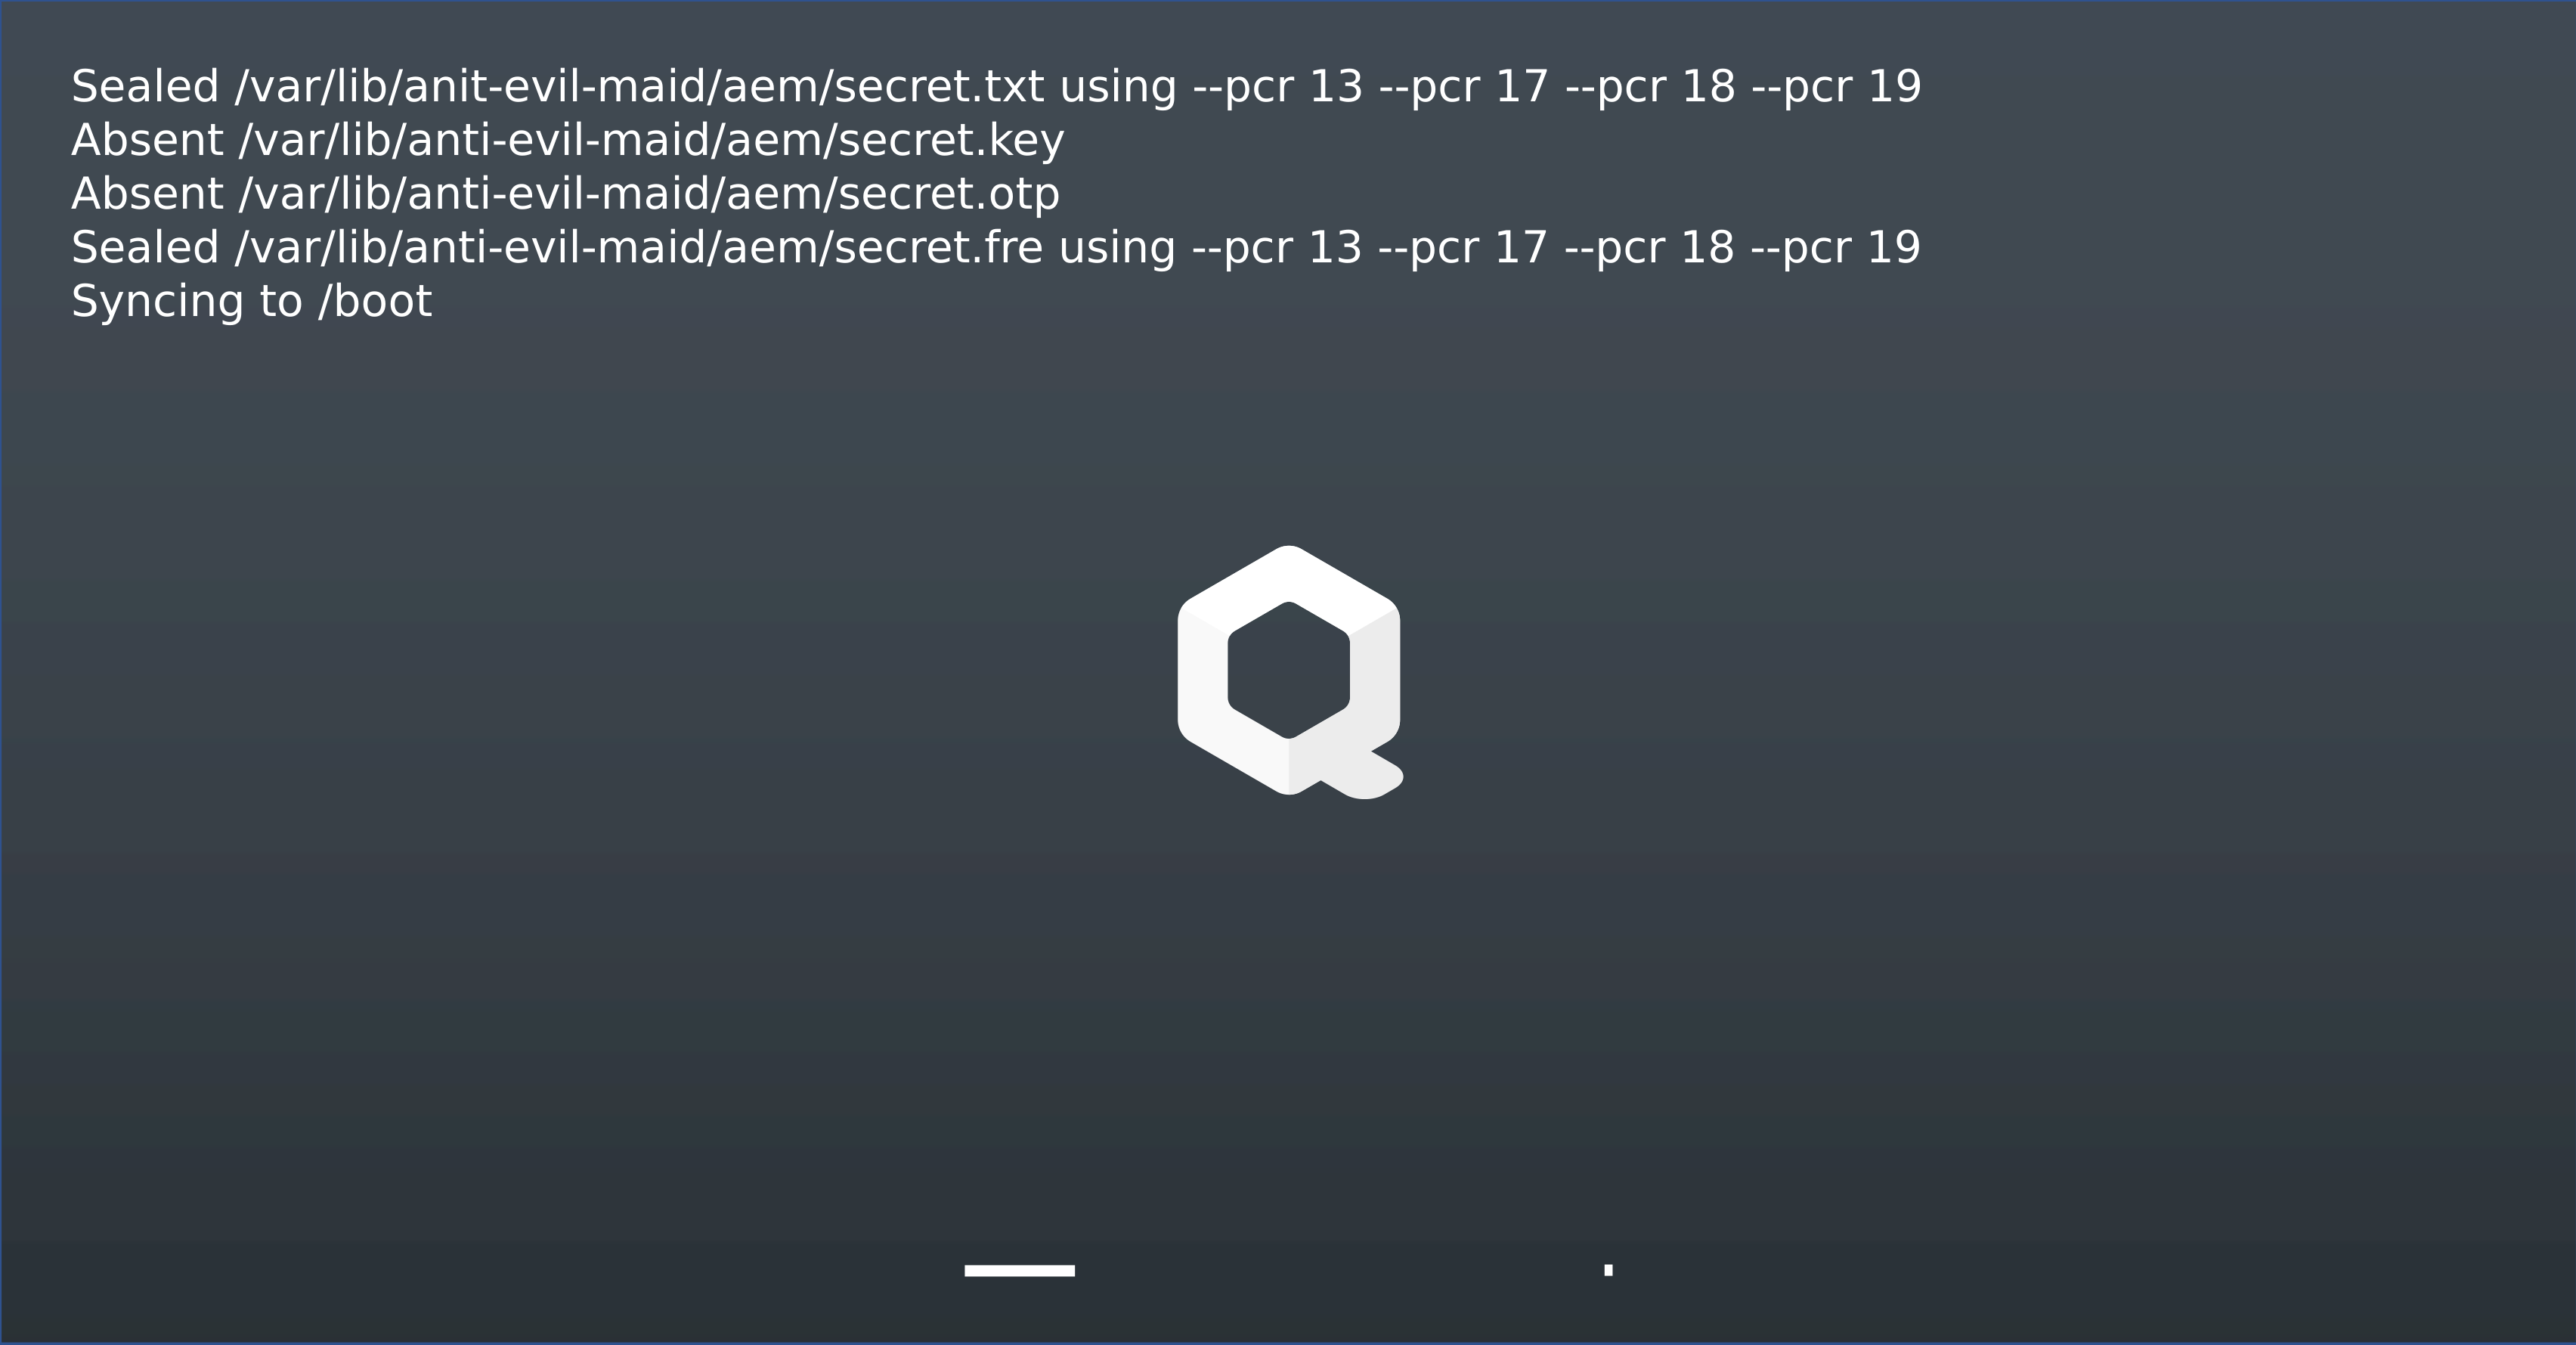 Sealed /var/lib/anit-evil-maid/aem/secret.txt using --pcr 13 --pcr 17 --pcr 18 --pcr 19
Absent /var/lib/anti-evil-maid/aem/secret.key
Absent /var/lib/anti-evil-maid/aem/secret.otp
Sealed /var/lib/anti-evil-maid/aem/secret.fre using --pcr 13 --pcr 17 --pcr 18 --pcr 19
Syncing to /boot